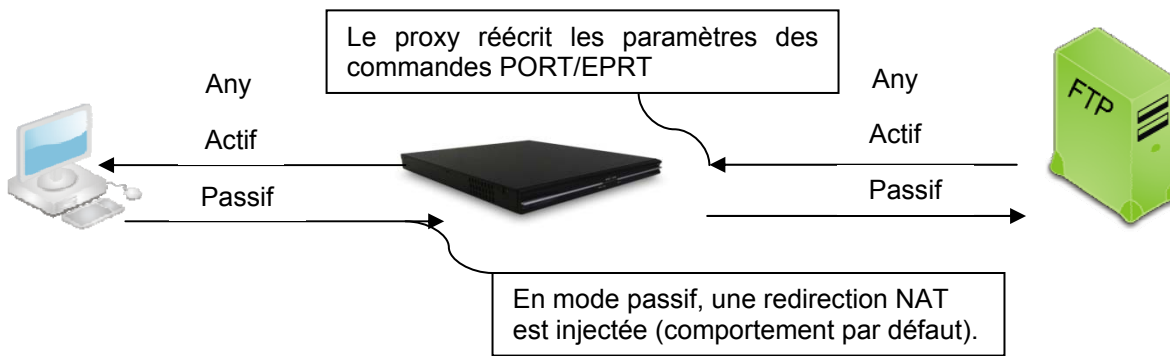 Le proxy réécrit les paramètres des
commandes PORT/EPRT
Any
Any
FTP
Actif
Actif
Passif
Passif
En mode passif, une redirection NAT
est injectée (comportement par défaut).